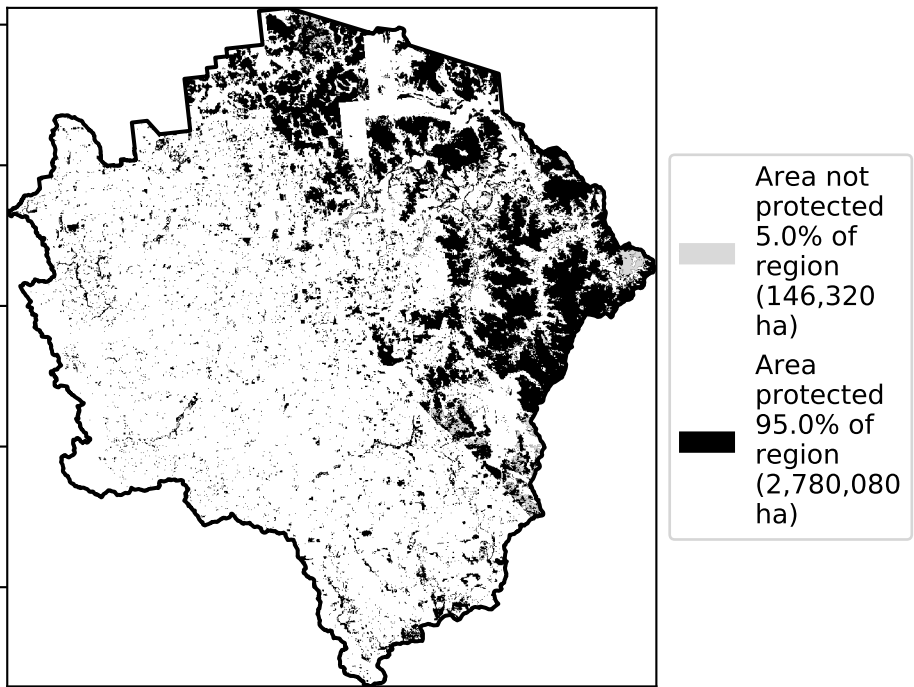 Area not
protected
5.0% of
region
(146,320
ha)
Area
protected
95.0% of
region
(2,780,080
ha)